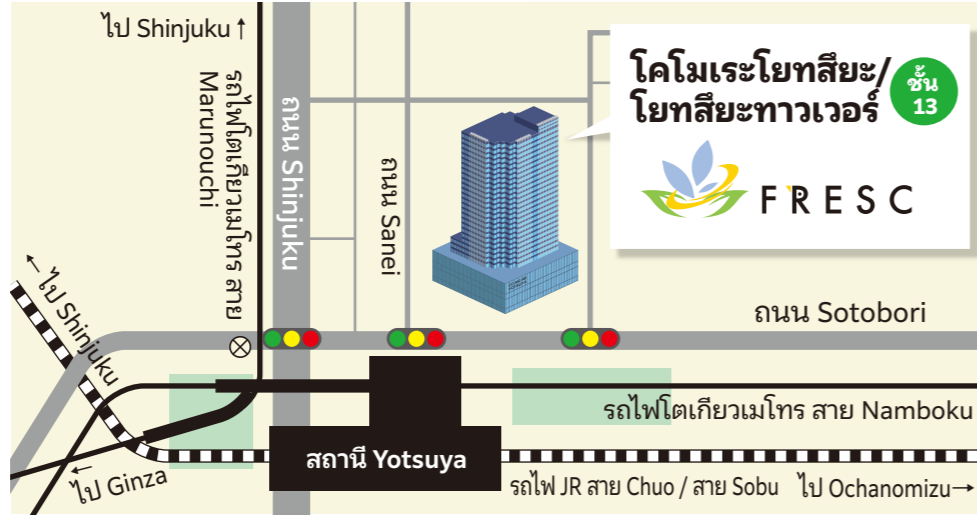 ไป Shinjuku ↑
รถไฟโตเกียวเมโทร สาย
Marunouchi
ถนน Shinjuku
ถนน Sanei
โคโมเระโยทสึยะ/
โยทสึยะทาวเวอร์
ชั้น
13
FRESC
← ไป Shinjuku
ถนน Sotobori
รถไฟโตเกียวเมโทร สาย Namboku
สถานี Yotsuya
← ไป Ginza
รถไฟ JR สาย Chuo / สาย Sobu ไป Ochanomizu→